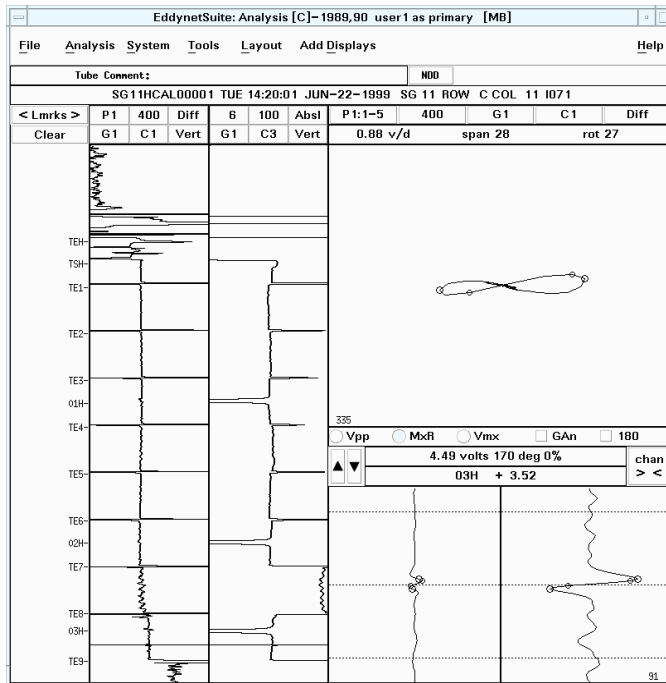 EddynetSuite: Analysis [C]-1989,90 user1 as primary [MB]
File Analysis System Tools Layout Add Displays Help
Tube Comment: NDD
SG11HCAL00001 TUE 14:20:01 JUN-22-1999 SG 11 ROW C COL 11 I071
< Lmrks > P1 400 Diff 6 100 Absl P1:1-5 400 G1 C1 Diff
Clear G1 C1 Vert G1 C3 Vert 0.88 v/d span 28 rot 27
TEH
TSH
TE1
TE2
TE3
01H
TE4
TE5
TE6
02H
TE7
TE8
03H
TE9
335
Vpp MxR Vmx GAn 180
4.49 volts 170 deg 0% chan
03H + 3.52 > <
91